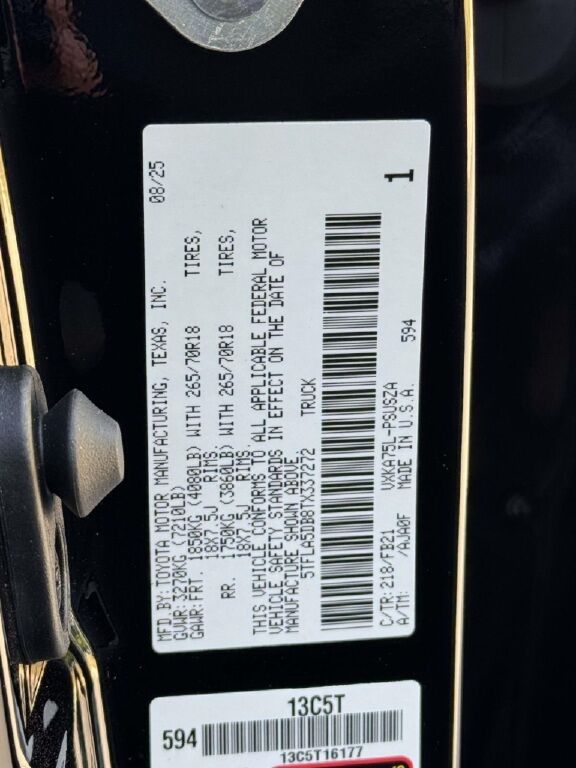 MFD.BY:TOYOTA MOTOR MANUFACTURING, TEXAS, INC. 08/25
GVWR:3270KG (7210LB)
GAWR:FRT. 1850KG (4080LB) WITH 265/70R18 TIRES,
18X7.5J RIMS,
RR. 1750KG (3860LB) WITH 265/70R18 TIRES,
18X7.5J RIMS,
THIS VEHICLE CONFORMS TO ALL APPLICABLE FEDERAL MOTOR
VEHICLE SAFETY STANDARDS IN EFFECT ON THE DATE OF
MANUFACTURE SHOWN ABOVE.
5TFLA5DB8TX337272 TRUCK
C/TR:218/FB21 VXKA75L-PSUSZA
A/TM: /AJA0F MADE IN U.S.A. 594
1
13C5T
594
13C5T16177